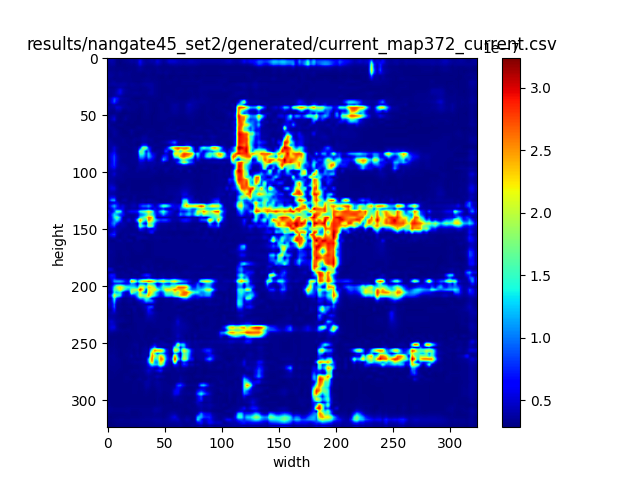 results/nangate45_set2/generated/current_map372_current.csv
1e−7
0
50
100
150
200
250
300
height
0 50 100 150 200 250 300
width
3.0
2.5
2.0
1.5
1.0
0.5